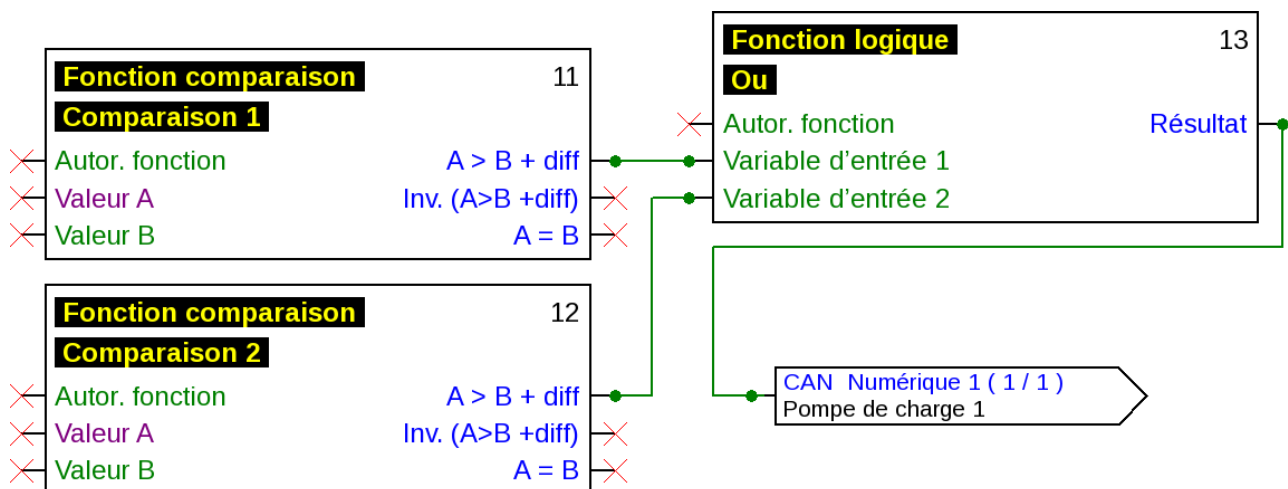 Fonction comparaison 11
Comparaison 1
Autor. fonction A > B + diff
Valeur A Inv. (A>B +diff)
Valeur B A = B
Fonction logique 13
Ou
Autor. fonction Résultat
Variable d’entrée 1
Variable d’entrée 2
Fonction comparaison 12
Comparaison 2
Autor. fonction A > B + diff
Valeur A Inv. (A>B +diff)
Valeur B A = B
CAN Numérique 1 ( 1 / 1 )
Pompe de charge 1